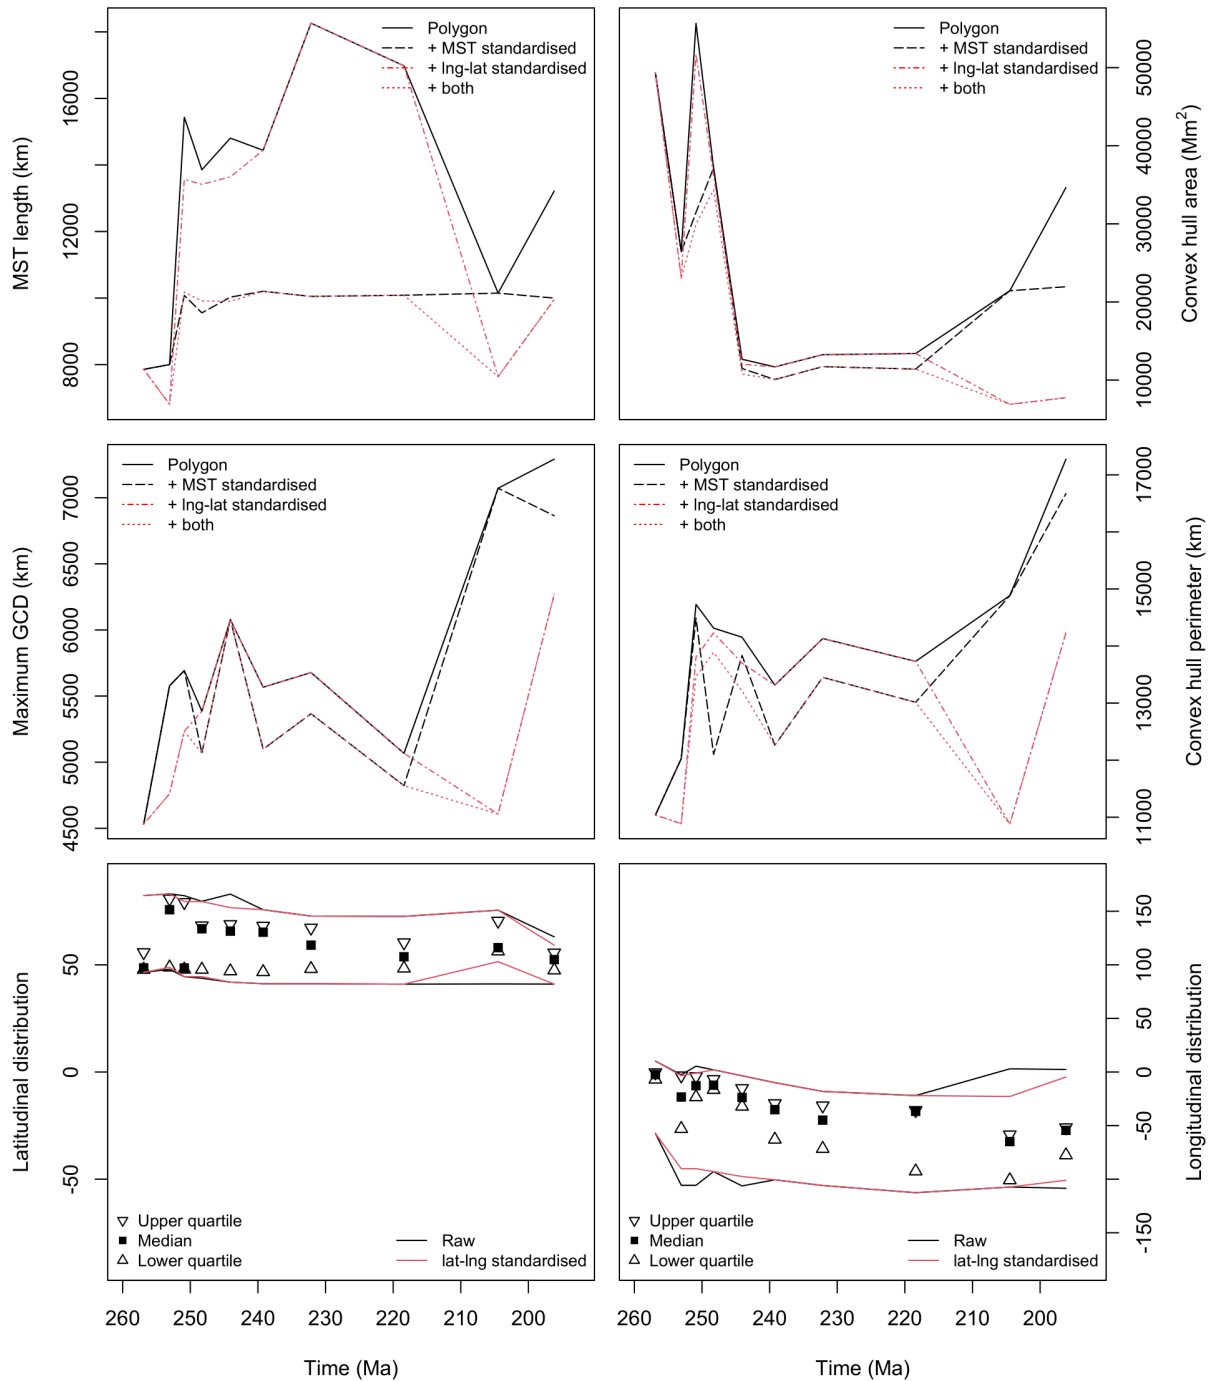 Polygon
+ MST standardised
+ lng-lat standardised
+ both
MST length (km)
8000
12000
16000
Polygon
+ MST standardised
+ lng-lat standardised
+ both
Convex hull area (Mm2)
10000
20000
30000
40000
50000
Polygon
+ MST standardised
+ lng-lat standardised
+ both
Maximum GCD (km)
4500
5000
5500
6000
6500
7000
Polygon
+ MST standardised
+ lng-lat standardised
+ both
Convex hull perimeter (km)
11000
13000
15000
17000
Latitudinal distribution
-50
0
50
Upper quartile
Median
Lower quartile
Raw
lat-lng standardised
260 250 240 230 220 210 200
Time (Ma)
Longitudinal distribution
-150
-50
0
50
100
150
Upper quartile
Median
Lower quartile
Raw
lat-lng standardised
260 250 240 230 220 210 200
Time (Ma)